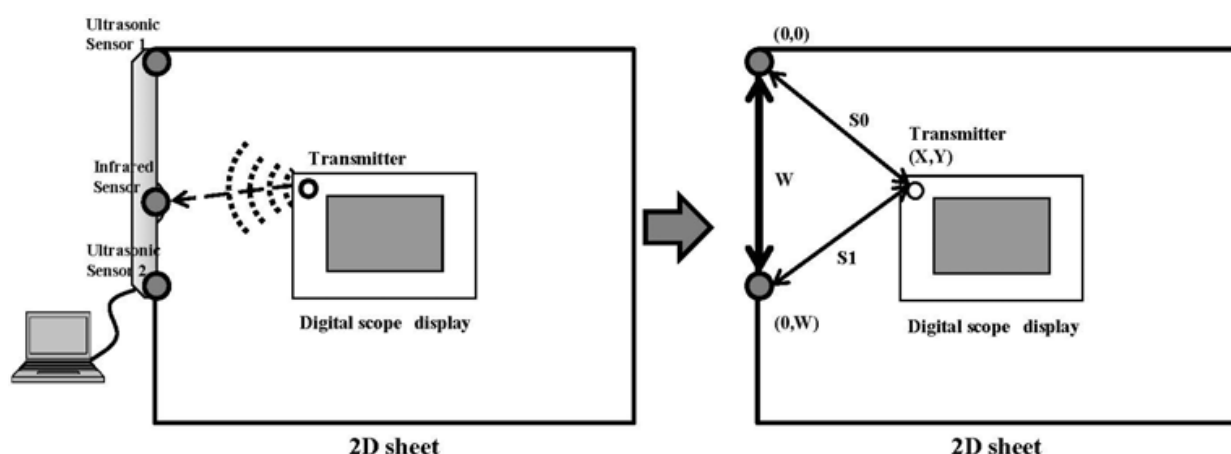 Ultrasonic
Sensor 1
Infrared
Sensor
Ultrasonic
Sensor 2
Transmitter
Digital scope display
2D sheet
(0,0)
S0
Transmitter
(X,Y)
W
S1
(0,W)
Digital scope display
2D sheet